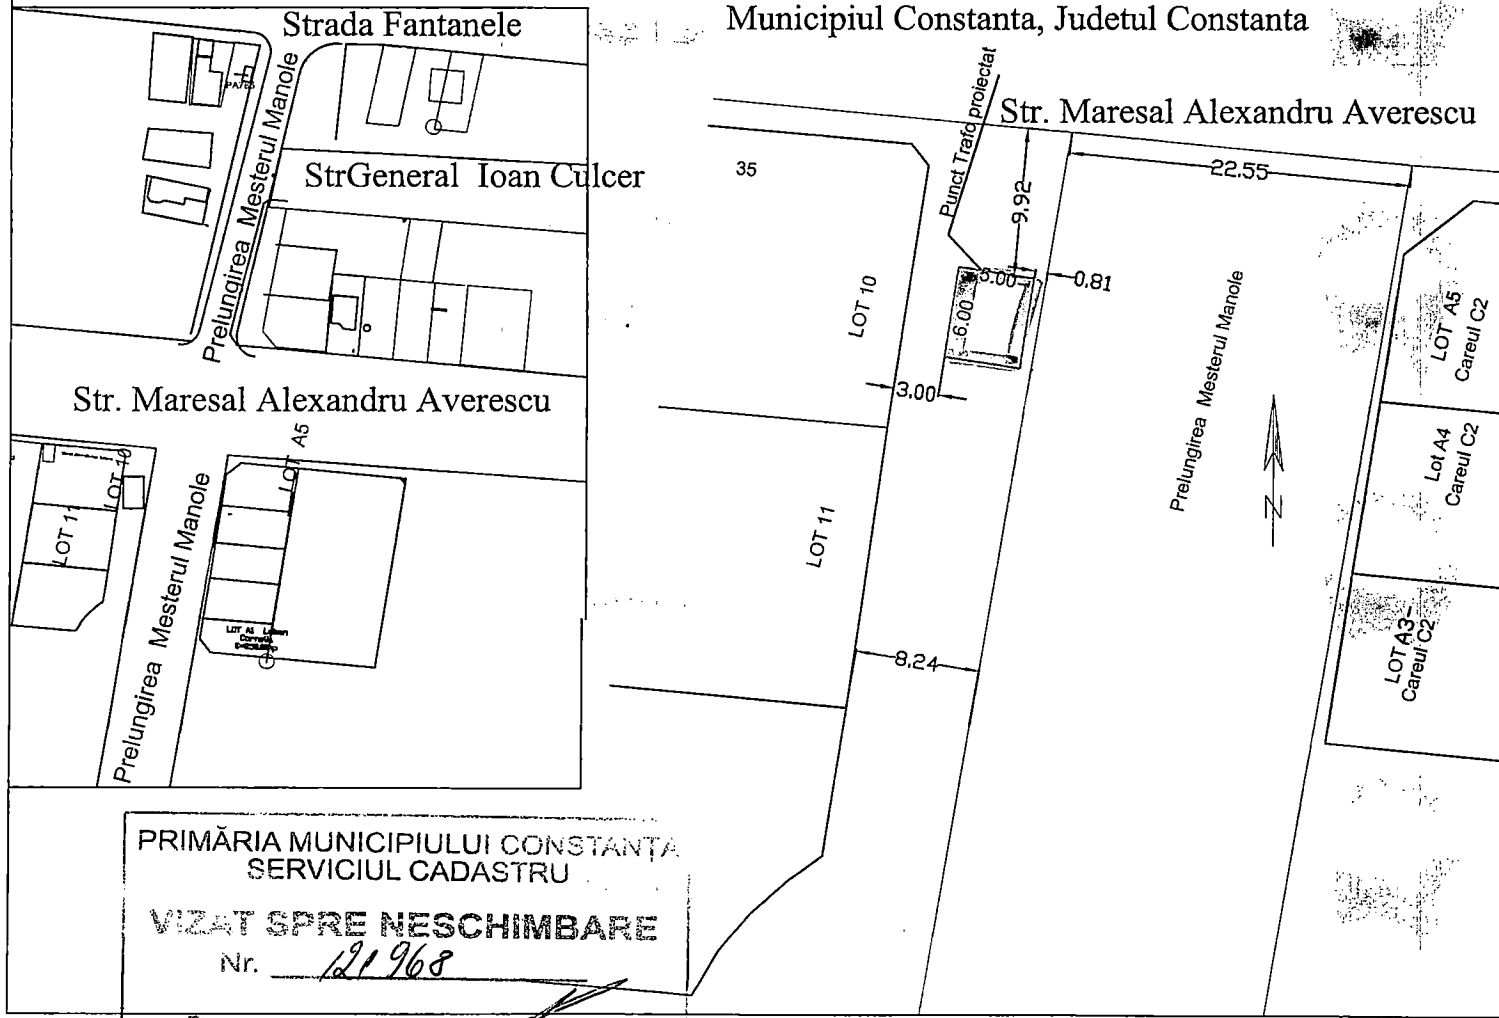 Municipiul Constanta, Judetul Constanta
Strada Fantanele
Prelungirea Mesterul Manole
StrGeneral Ioan Culcer
Str. Maresal Alexandru Averescu
LOT 10
LOT 11
LOT A5
Prelungirea Mesterul Manole
LOT A1
Str. Maresal Alexandru Averescu
Punct Trafo proiectat
35
9.92
22.55
5.00
0.81
6.00
3.00
LOT 10
LOT 11
8.24
Prelungirea Mesterul Manole
N
LOT A5
Careul C2
Lot A4
Careul C2
LOT A3-
Careul C2
PRIMĂRIA MUNICIPIULUI CONSTANȚA
SERVICIUL CADASTRU
VIZAT SPRE NESCHIMBARE
Nr. 121968